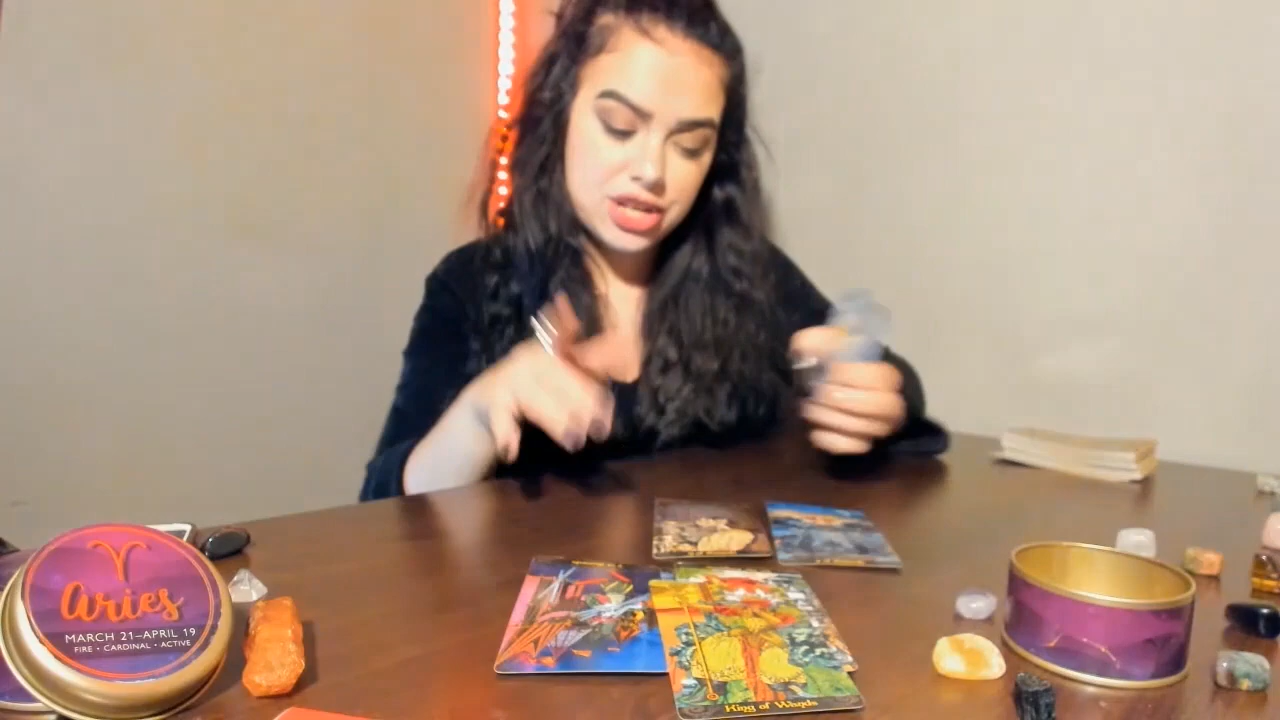 aries
MARCH 21–APRIL 19
FIRE • CARDINAL • ACTIVE
King of Wands